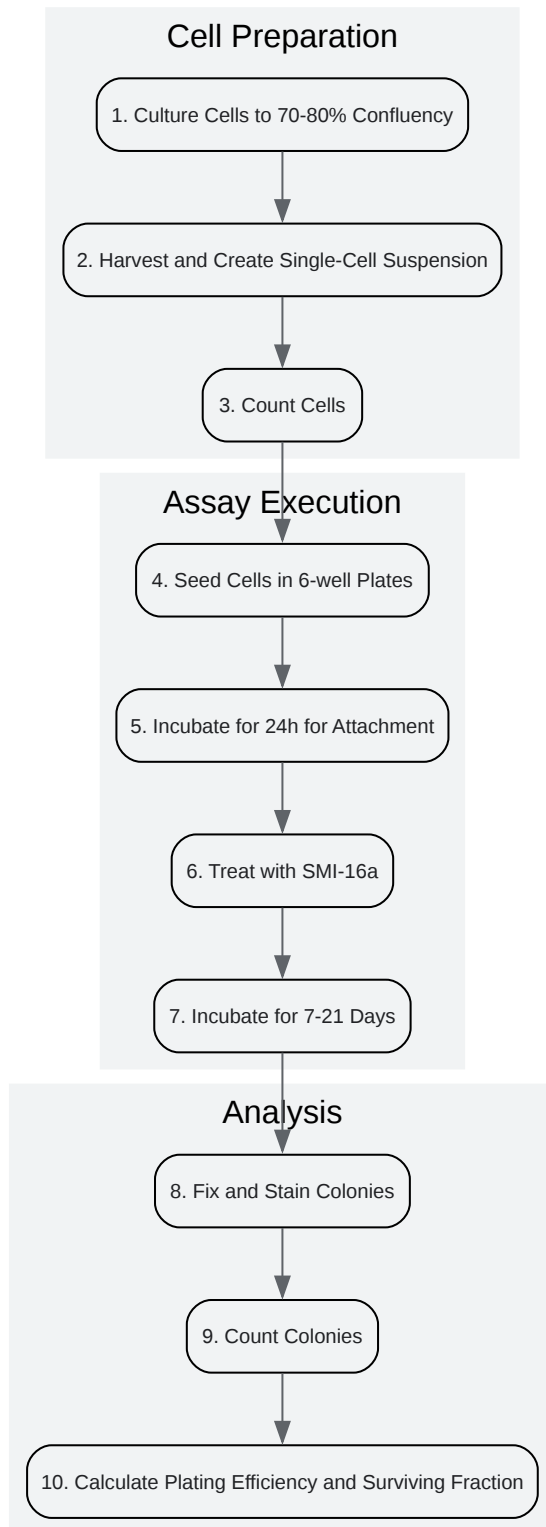 Cell Preparation
1. Culture Cells to 70-80% Confluency
2. Harvest and Create Single-Cell Suspension
3. Count Cells
Assay Execution
4. Seed Cells in 6-well Plates
5. Incubate for 24h for Attachment
6. Treat with SMI-16a
7. Incubate for 7-21 Days
Analysis
8. Fix and Stain Colonies
9. Count Colonies
10. Calculate Plating Efficiency and Surviving Fraction